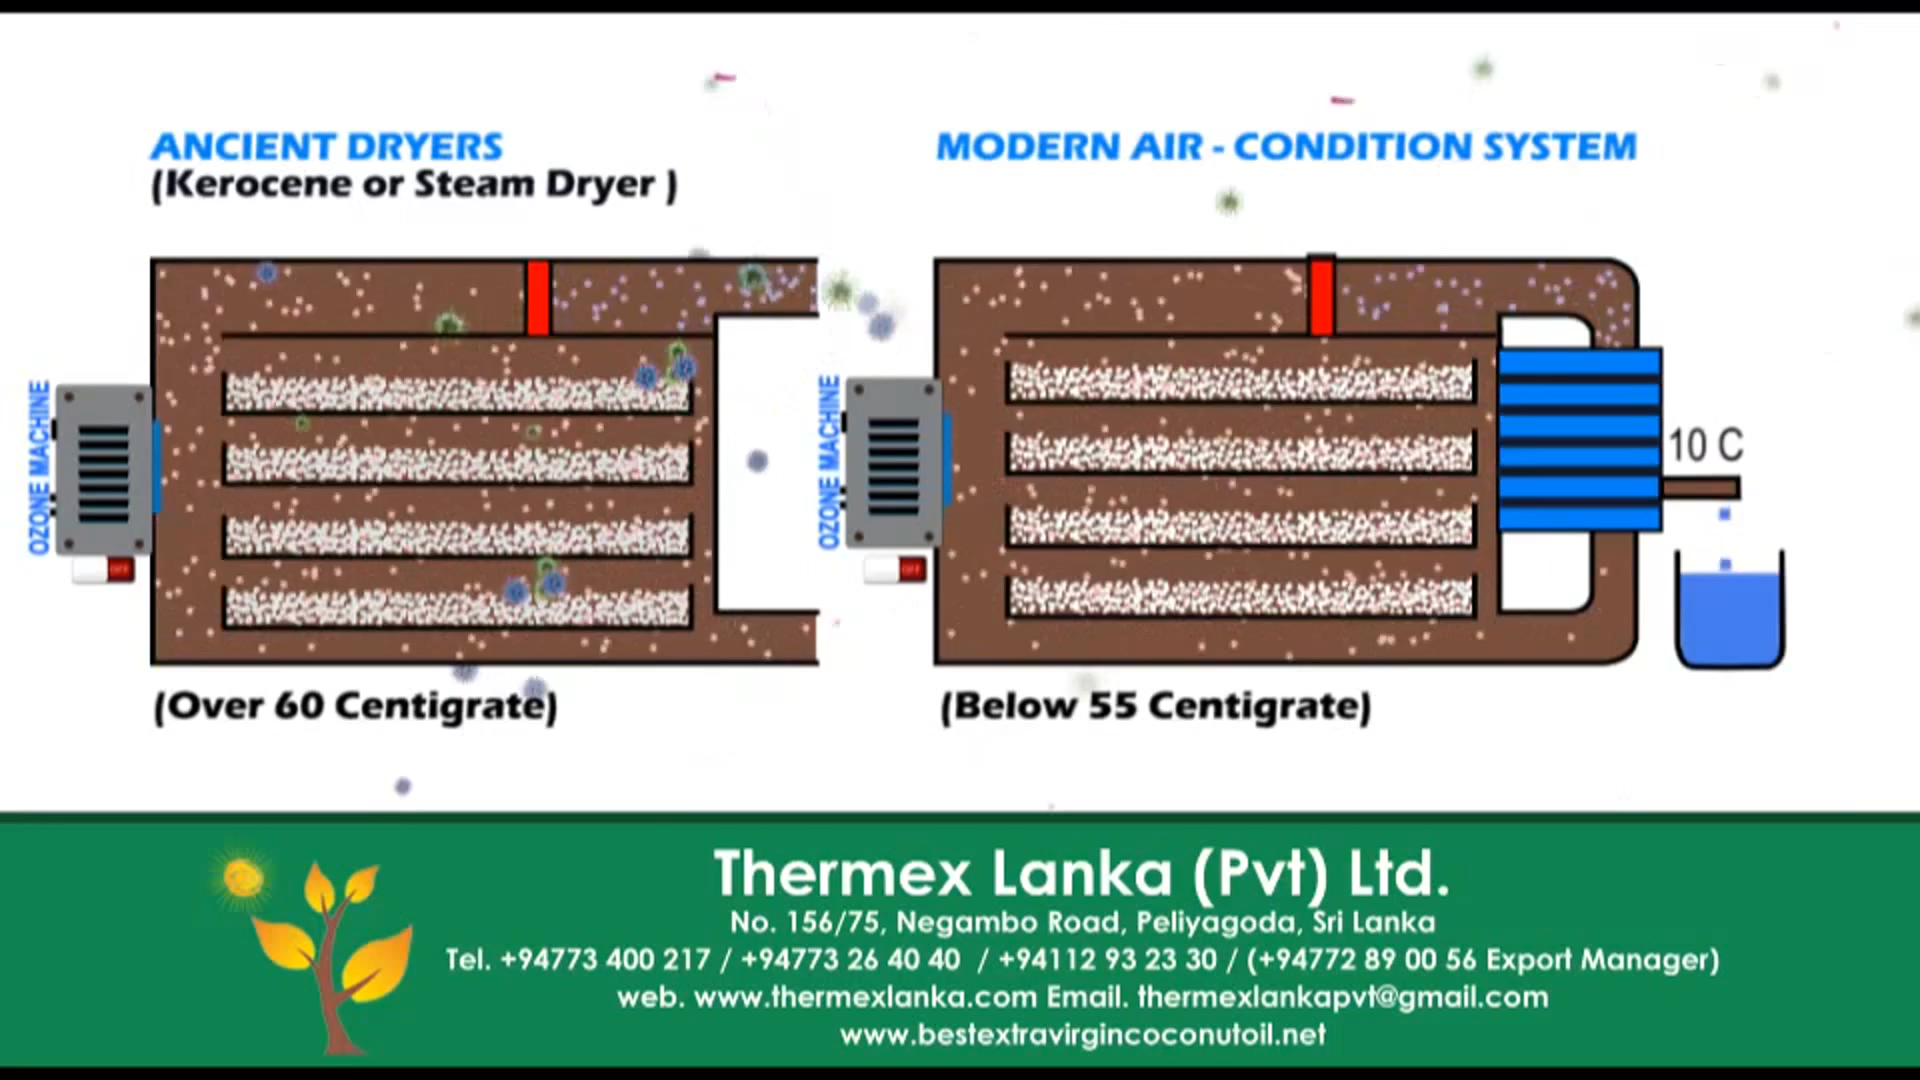 ANCIENT DRYERS
(Kerocene or Steam Dryer )
MODERN AIR - CONDITION SYSTEM
OZONE MACHINE
OFF
OZONE MACHINE
OFF
10 C
(Over 60 Centigrate)
(Below 55 Centigrate)
Thermex Lanka (Pvt) Ltd.
No. 156/75, Negambo Road, Peliyagoda, Sri Lanka
Tel. +94773 400 217 / +94773 26 40 40 / +94112 93 23 30 / (+94772 89 00 56 Export Manager)
web. www.thermexlanka.com Email. thermexlankapvt@gmail.com
www.bestextravirgincoconutoil.net